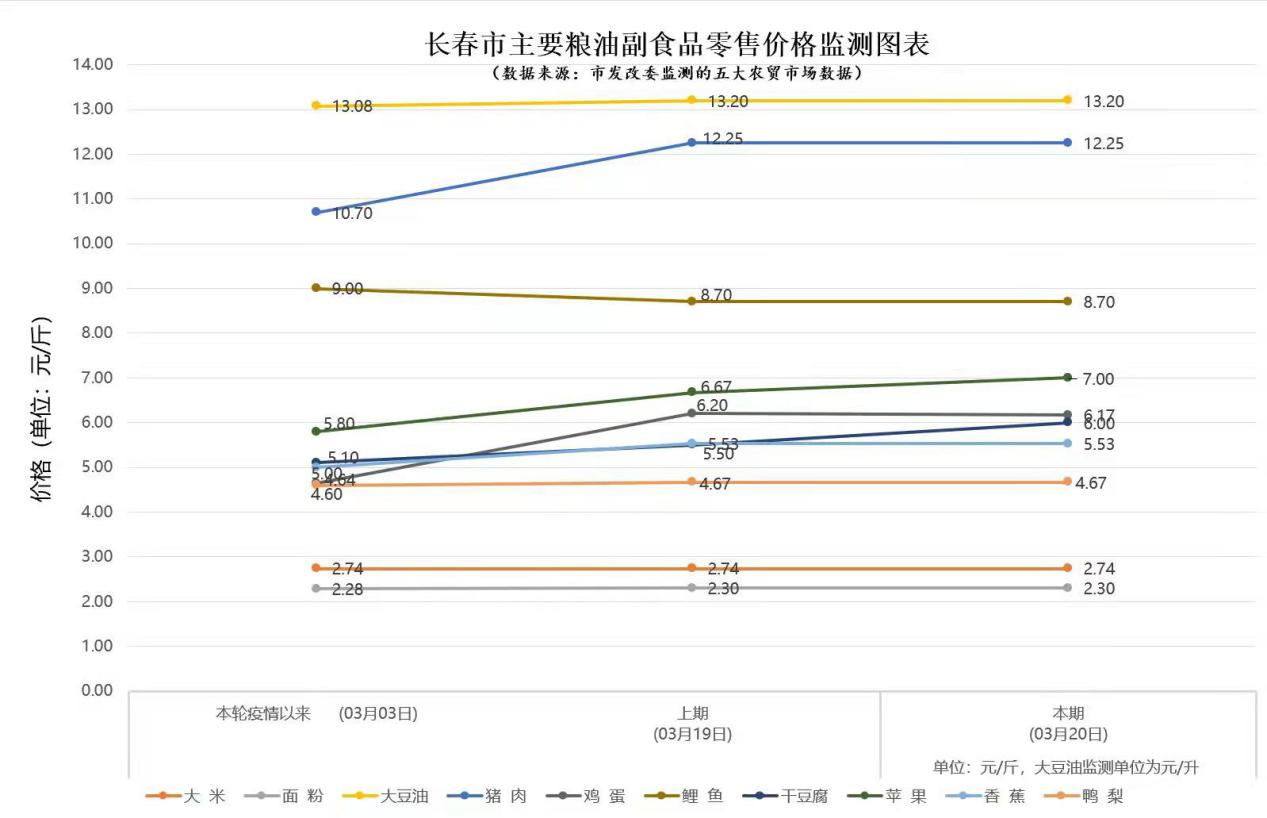 长春市主要粮油副食品零售价格监测图表
（数据来源：市发改委监测的五大农贸市场数据）
价格（单位：元/斤）
14.00
13.00
12.00
11.00
10.00
9.00
8.00
7.00
6.00
5.00
4.00
3.00
2.00
1.00
0.00
13.08 13.20 13.20
10.70 12.25 12.25
9.00 8.70 8.70
5.80 6.67 7.00
4.64 6.20 6.17
5.10 5.50 6.00
5.00 5.53 5.53
4.60 4.67 4.67
2.74 2.74 2.74
2.28 2.30 2.30
本轮疫情以来 (03月03日) 上期 本期
(03月19日) (03月20日)
单位：元/斤，大豆油监测单位为元/升
大 米 面 粉 大豆油 猪 肉 鸡 蛋 鲤 鱼 干豆腐 苹 果 香 蕉 鸭 梨